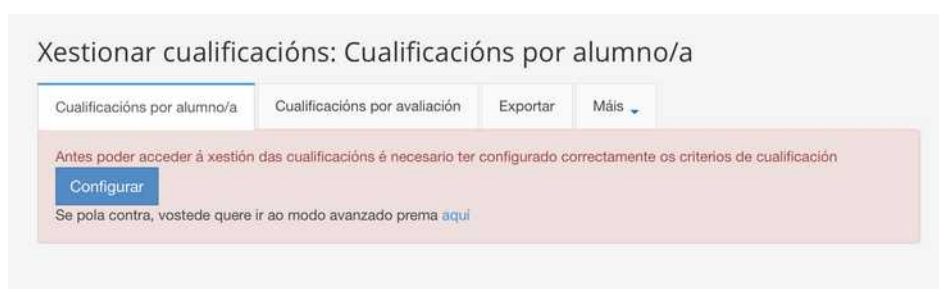 Xestionar cualificacións: Cualificacións por alumno/a
Cualificacións por alumno/a Cualificacións por avaliación Exportar Máis
Antes poder acceder á xestión das cualificacións é necesario ter configurado correctamente os criterios de cualificación
Configurar
Se pola contra, vostede quere ir ao modo avanzado prema aquí